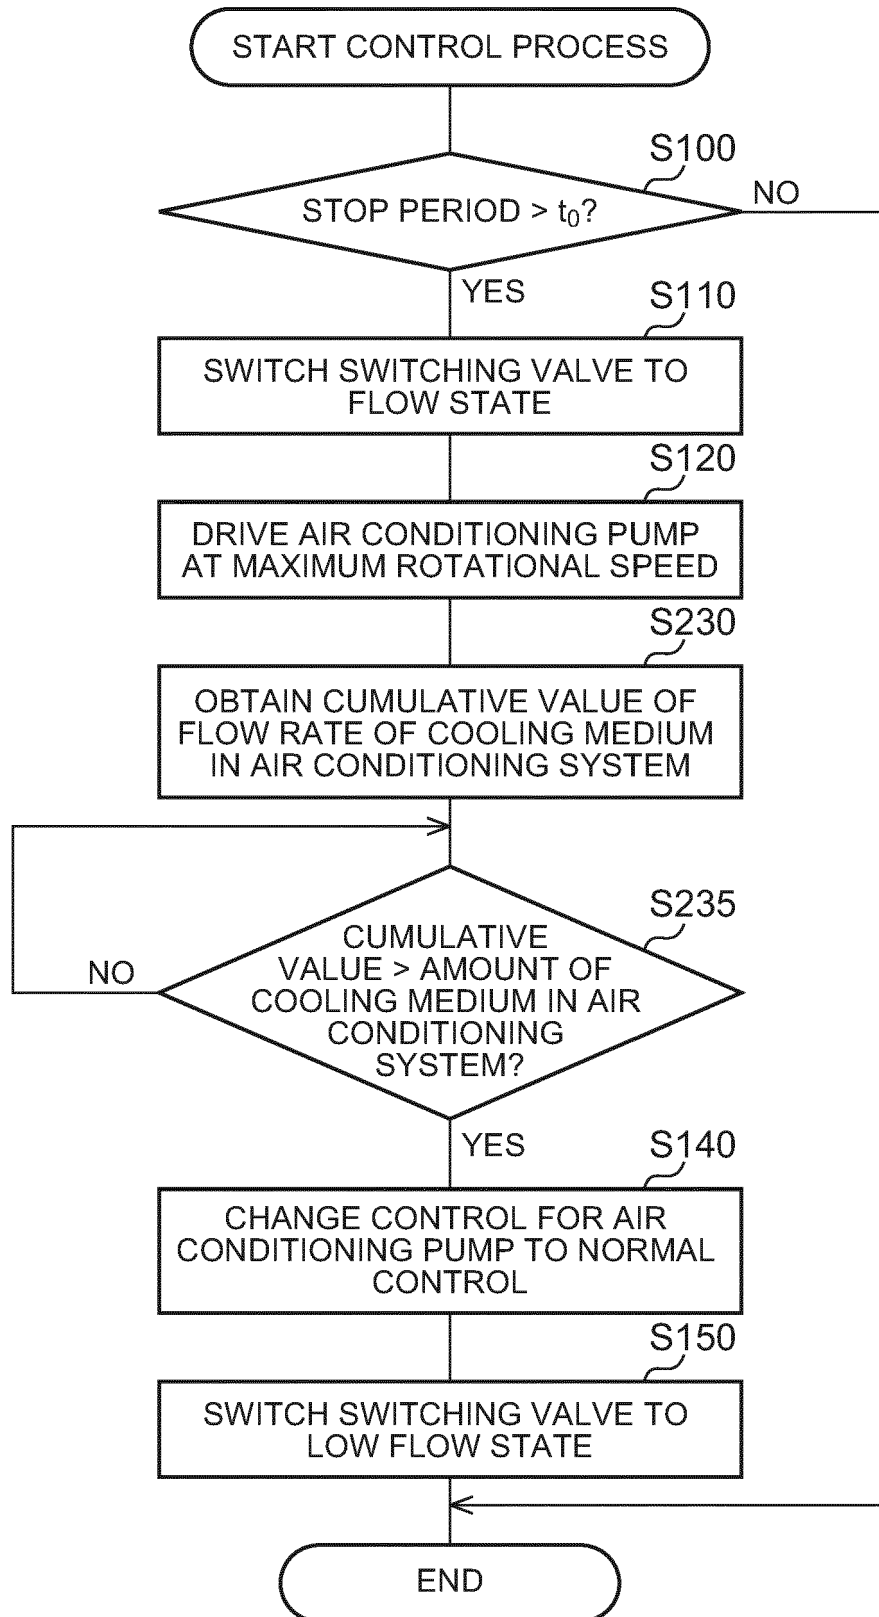 START CONTROL PROCESS
S100
STOP PERIOD > t₀?
NO
YES
S110
SWITCH SWITCHING VALVE TO
FLOW STATE
S120
DRIVE AIR CONDITIONING PUMP
AT MAXIMUM ROTATIONAL SPEED
S230
OBTAIN CUMULATIVE VALUE OF
FLOW RATE OF COOLING MEDIUM
IN AIR CONDITIONING SYSTEM
S235
CUMULATIVE
VALUE > AMOUNT OF
COOLING MEDIUM IN AIR
CONDITIONING
SYSTEM?
NO
YES
S140
CHANGE CONTROL FOR AIR
CONDITIONING PUMP TO NORMAL
CONTROL
S150
SWITCH SWITCHING VALVE TO
LOW FLOW STATE
END